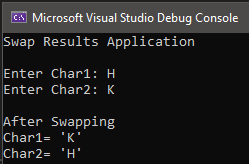 Microsoft Visual Studio Debug Console
Swap Results Application
Enter Char1: H
Enter Char2: K
After Swapping
Char1= 'K'
Char2= 'H'